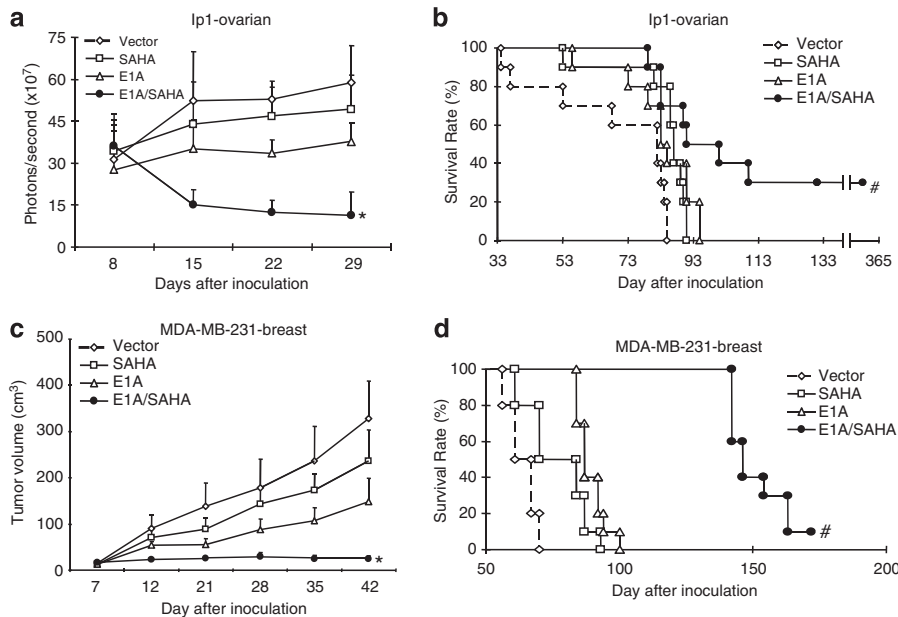 a
Ip1-ovarian
Photons/second (x10⁷)
75
60
45
30
15
0
Vector
SAHA
E1A
E1A/SAHA
*
8 15 22 29
Days after inoculation
b
Ip1-ovarian
Survival Rate (%)
100
80
60
40
20
0
Vector
SAHA
E1A
E1A/SAHA
#
33 53 73 93 113 133 365
Day after inoculation
c
MDA-MB-231-breast
Tumor volume (cm³)
500
400
300
200
100
0
Vector
SAHA
E1A
E1A/SAHA
*
7 12 21 28 35 42
Day after inoculation
d
MDA-MB-231-breast
Survival Rate (%)
100
80
60
40
20
0
Vector
SAHA
E1A
E1A/SAHA
#
50 100 150 200
Day after inoculation